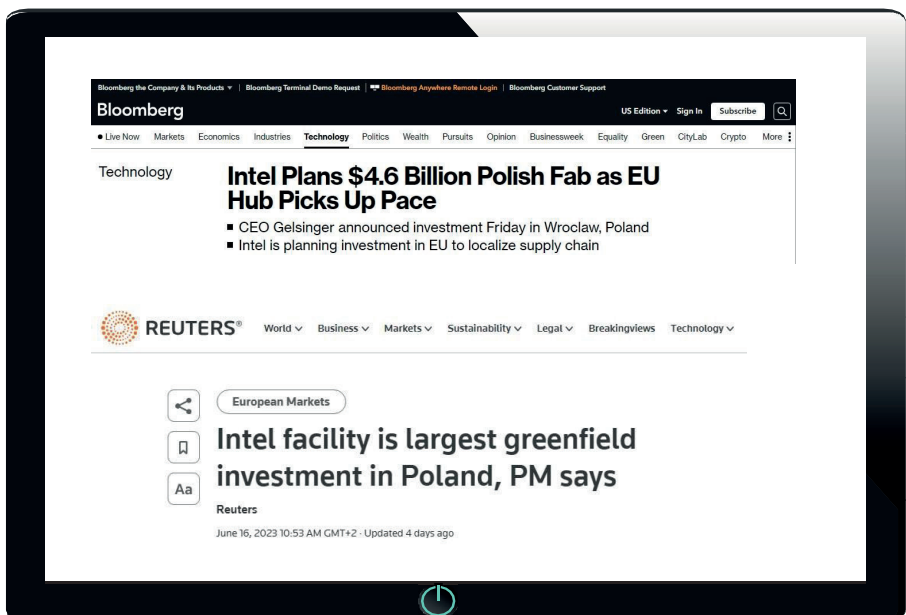 Bloomberg the Company & Its Products Bloomberg Terminal Demo Request Bloomberg Anywhere Remote Login Bloomberg Customer Support
Bloomberg US Edition Sign In Subscribe
Live Now Markets Economics Industries Technology Politics Wealth Pursuits Opinion Businessweek Equality Green CityLab Crypto More
Technology
Intel Plans $4.6 Billion Polish Fab as EU
Hub Picks Up Pace
CEO Gelsinger announced investment Friday in Wroclaw, Poland
Intel is planning investment in EU to localize supply chain
REUTERS® World Business Markets Sustainability Legal Breakingviews Technology
European Markets
Intel facility is largest greenfield
investment in Poland, PM says
Aa
Reuters
June 16, 2023 10:53 AM GMT+2 · Updated 4 days ago